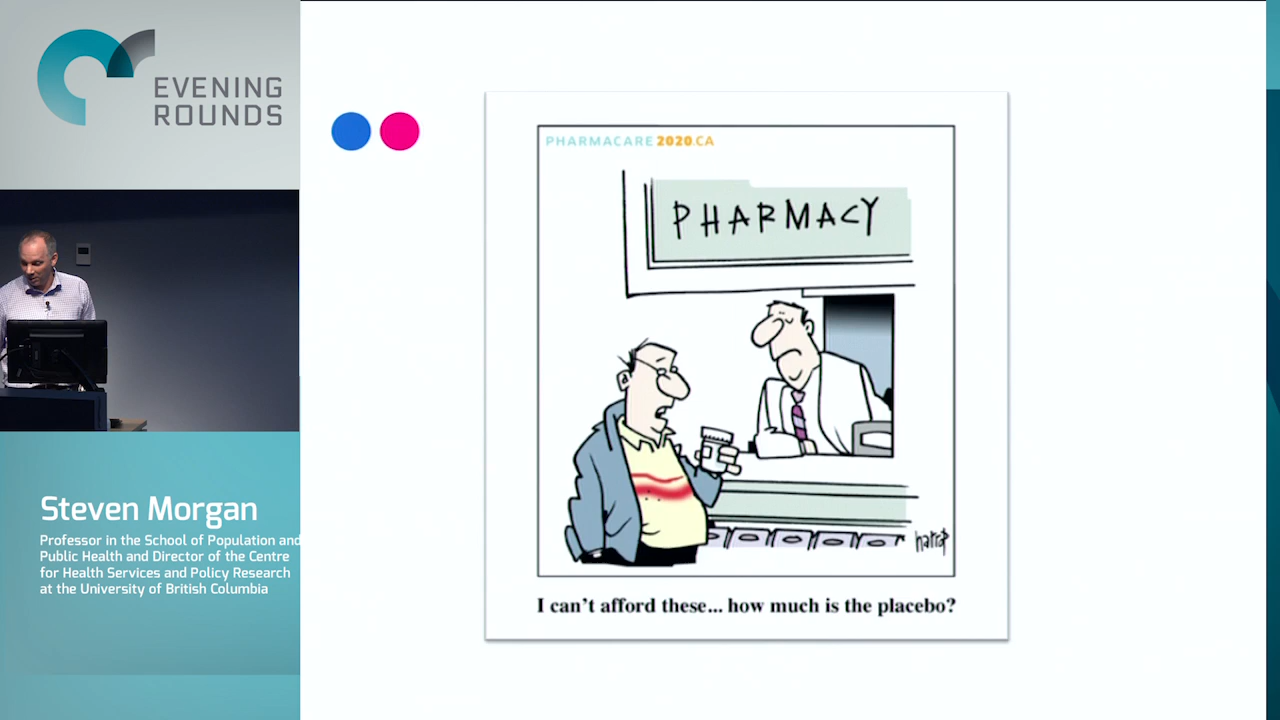 EVENING
ROUNDS
Steven Morgan
Professor in the School of Population and
Public Health and Director of the Centre
for Health Services and Policy Research
at the University of British Columbia
PHARMACARE 2020.CA
PHARMACY
I can't afford these... how much is the placebo?